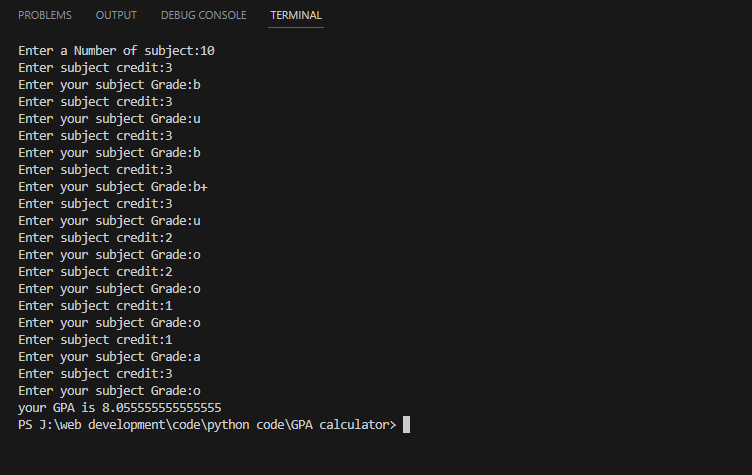 PROBLEMS OUTPUT DEBUG CONSOLE TERMINAL
Enter a Number of subject:10
Enter subject credit:3
Enter your subject Grade:b
Enter subject credit:3
Enter your subject Grade:u
Enter subject credit:3
Enter your subject Grade:b
Enter subject credit:3
Enter your subject Grade:b+
Enter subject credit:3
Enter your subject Grade:u
Enter subject credit:2
Enter your subject Grade:o
Enter subject credit:2
Enter your subject Grade:o
Enter subject credit:1
Enter your subject Grade:o
Enter subject credit:1
Enter your subject Grade:a
Enter subject credit:3
Enter your subject Grade:o
your GPA is 8.055555555555555
PS J:\web development\code\python code\GPA calculator>